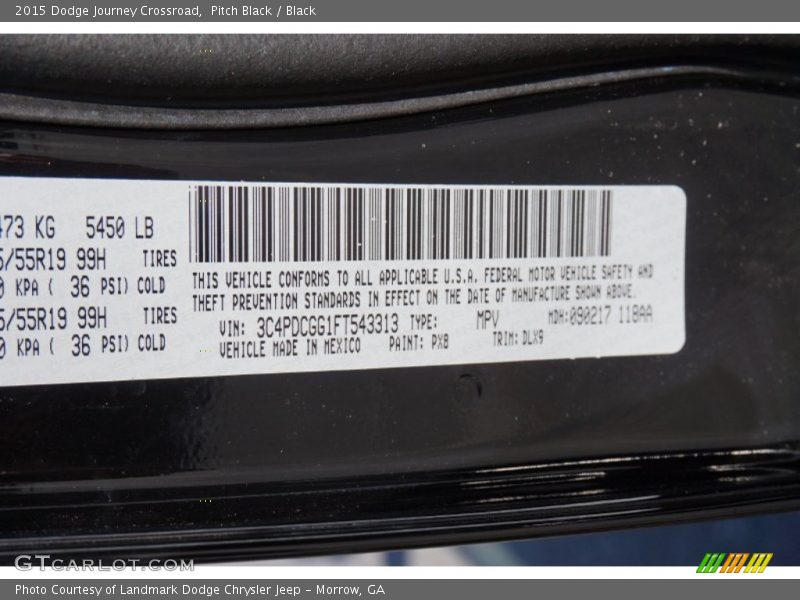 2015 Dodge Journey Crossroad, Pitch Black / Black
473 KG 5450 LB
5/55R19 99H TIRES
0 KPA ( 36 PSI) COLD
5/55R19 99H TIRES
0 KPA ( 36 PSI) COLD
THIS VEHICLE CONFORMS TO ALL APPLICABLE U.S.A. FEDERAL MOTOR VEHICLE SAFETY AND
THEFT PREVENTION STANDARDS IN EFFECT ON THE DATE OF MANUFACTURE SHOWN ABOVE.
VIN: 3C4PDCGG1FT543313 TYPE: MPV MDH:090217 118AA
VEHICLE MADE IN MEXICO PAINT: PX8 TRIM: DLX9
GTCARLOT.COM
Photo Courtesy of Landmark Dodge Chrysler Jeep – Morrow, GA